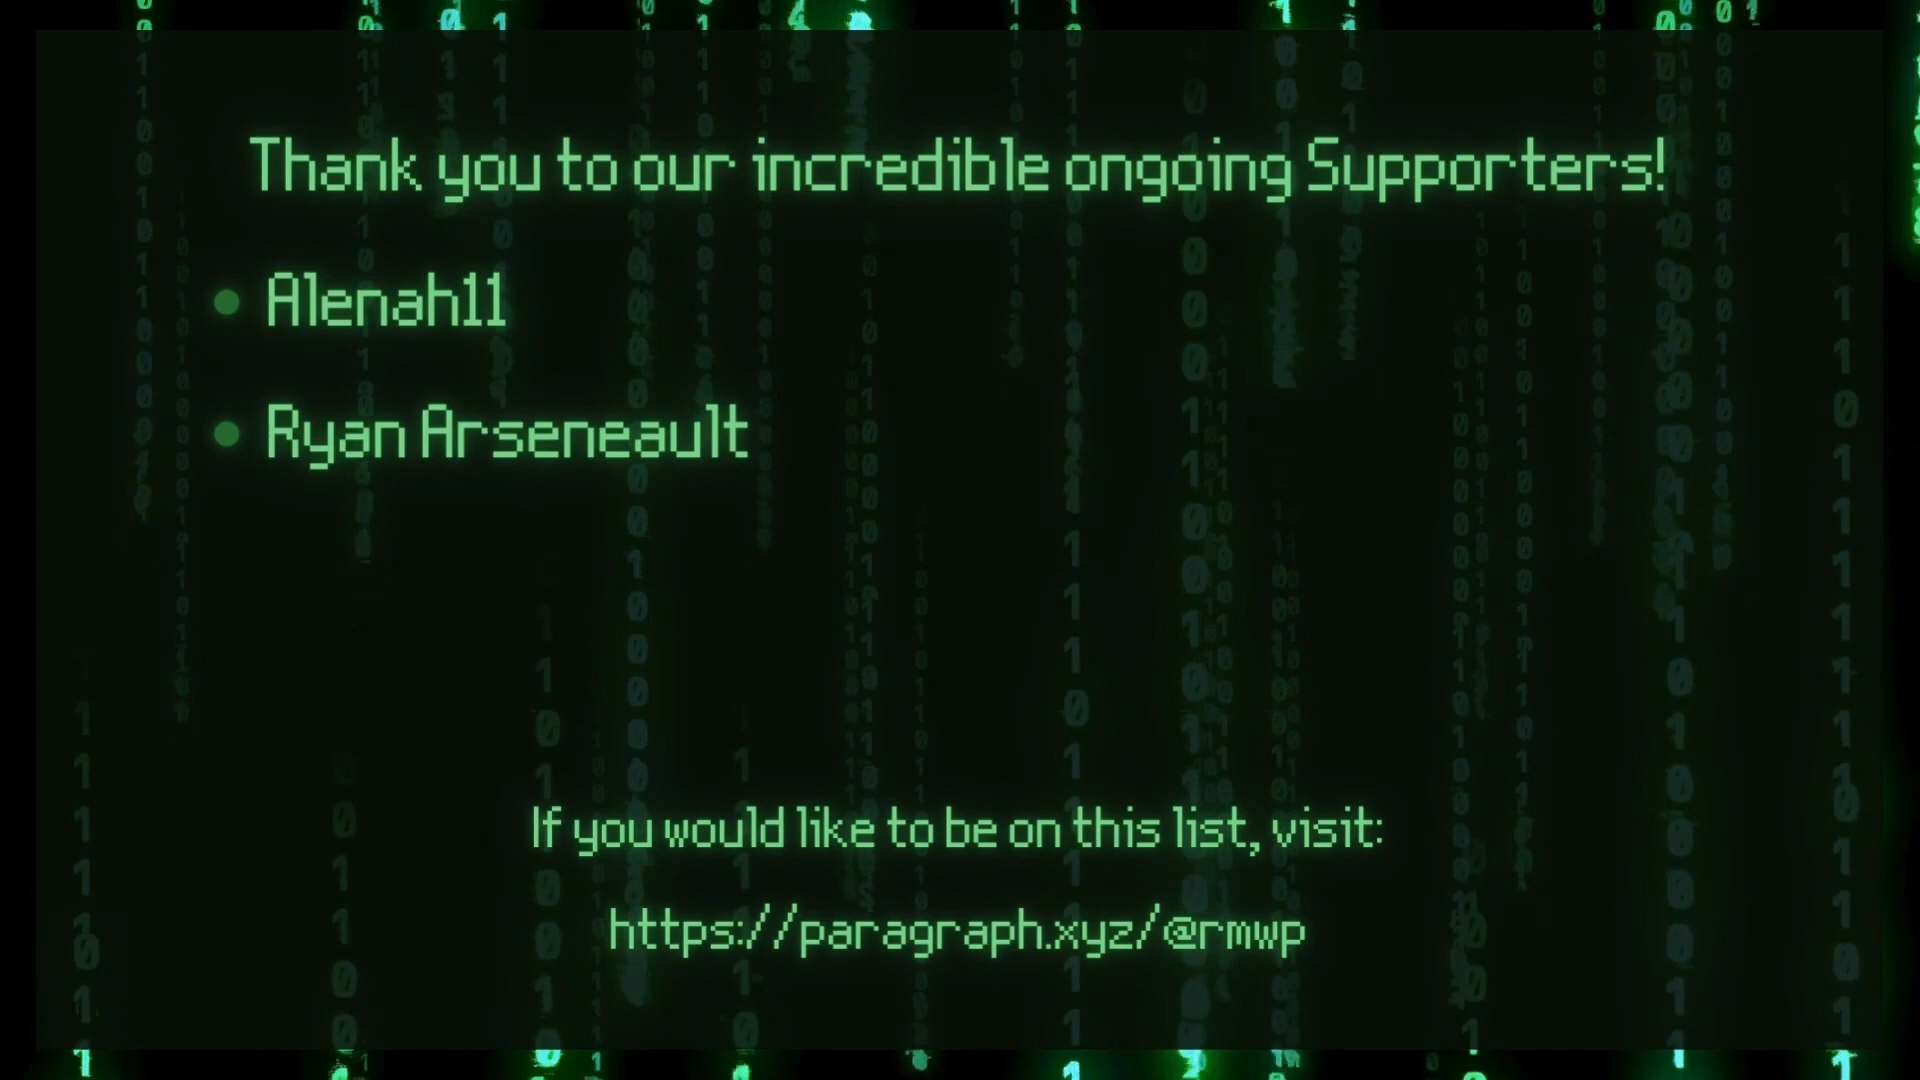 Thank you to our incredible ongoing Supporters!
• Alenah11
• Ryan Arseneault
If you would like to be on this list, visit:
https://paragraph.xyz/@rmwp